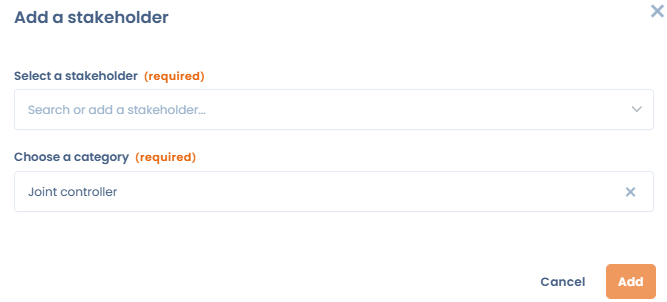 Add a stakeholder
Select a stakeholder (required)
Search or add a stakeholder...
Choose a category (required)
Joint controller
Cancel
Add